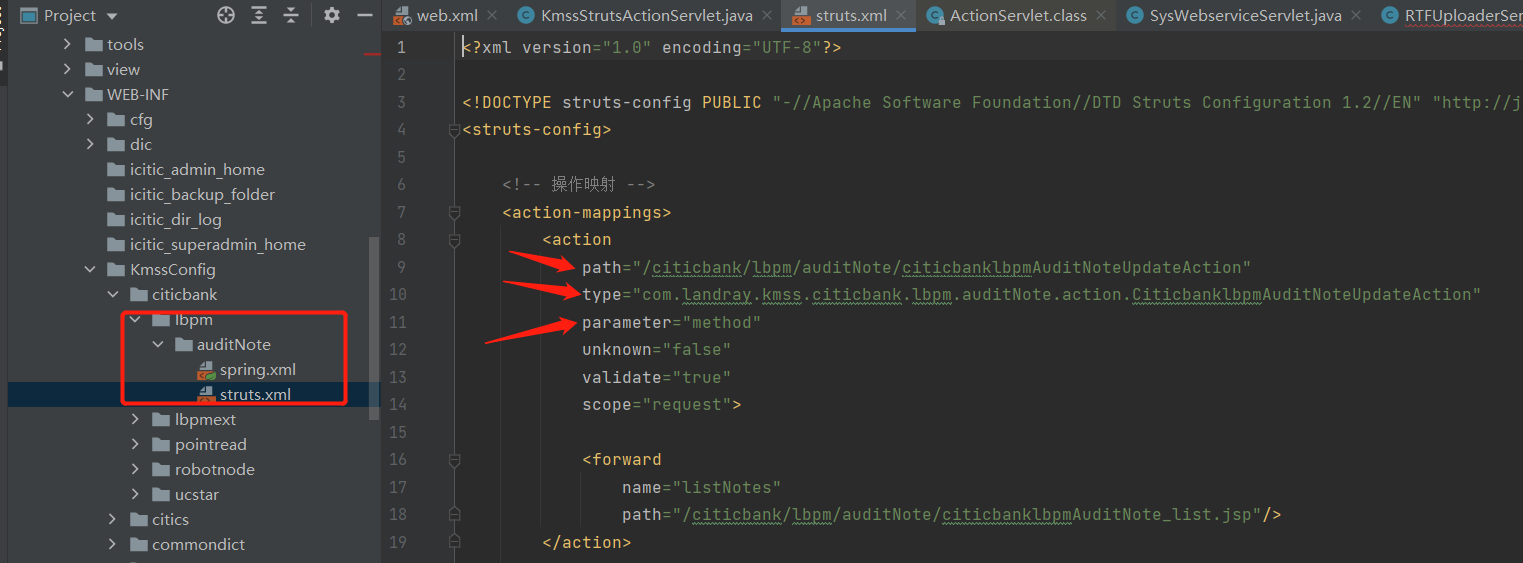 Project
web.xml
KmssStrutsActionServlet.java
struts.xml
ActionServlet.class
SysWebserviceServlet.java
RTFUploaderSer
tools
view
WEB-INF
cfg
dic
icitic_admin_home
icitic_backup_folder
icitic_dir_log
icitic_superadmin_home
KmssConfig
citicbank
lbpm
auditNote
spring.xml
struts.xml
lbpmext
pointread
robotnode
ucstar
citics
commondict
1 <?xml version="1.0" encoding="UTF-8"?>
2
3 <!DOCTYPE struts-config PUBLIC "-//Apache Software Foundation//DTD Struts Configuration 1.2//EN" "http://j
4 <struts-config>
5
6 <!-- 操作映射 -->
7 <action-mappings>
8 <action
9 path="/citicbank/lbpm/auditNote/citicbanklbpmAuditNoteUpdateAction"
10 type="com.landray.kmss.citicbank.lbpm.auditNote.action.CiticbanklbpmAuditNoteUpdateAction"
11 parameter="method"
12 unknown="false"
13 validate="true"
14 scope="request">
15
16 <forward
17 name="listNotes"
18 path="/citicbank/lbpm/auditNote/citicbanklbpmAuditNote_list.jsp"/>
19 </action>